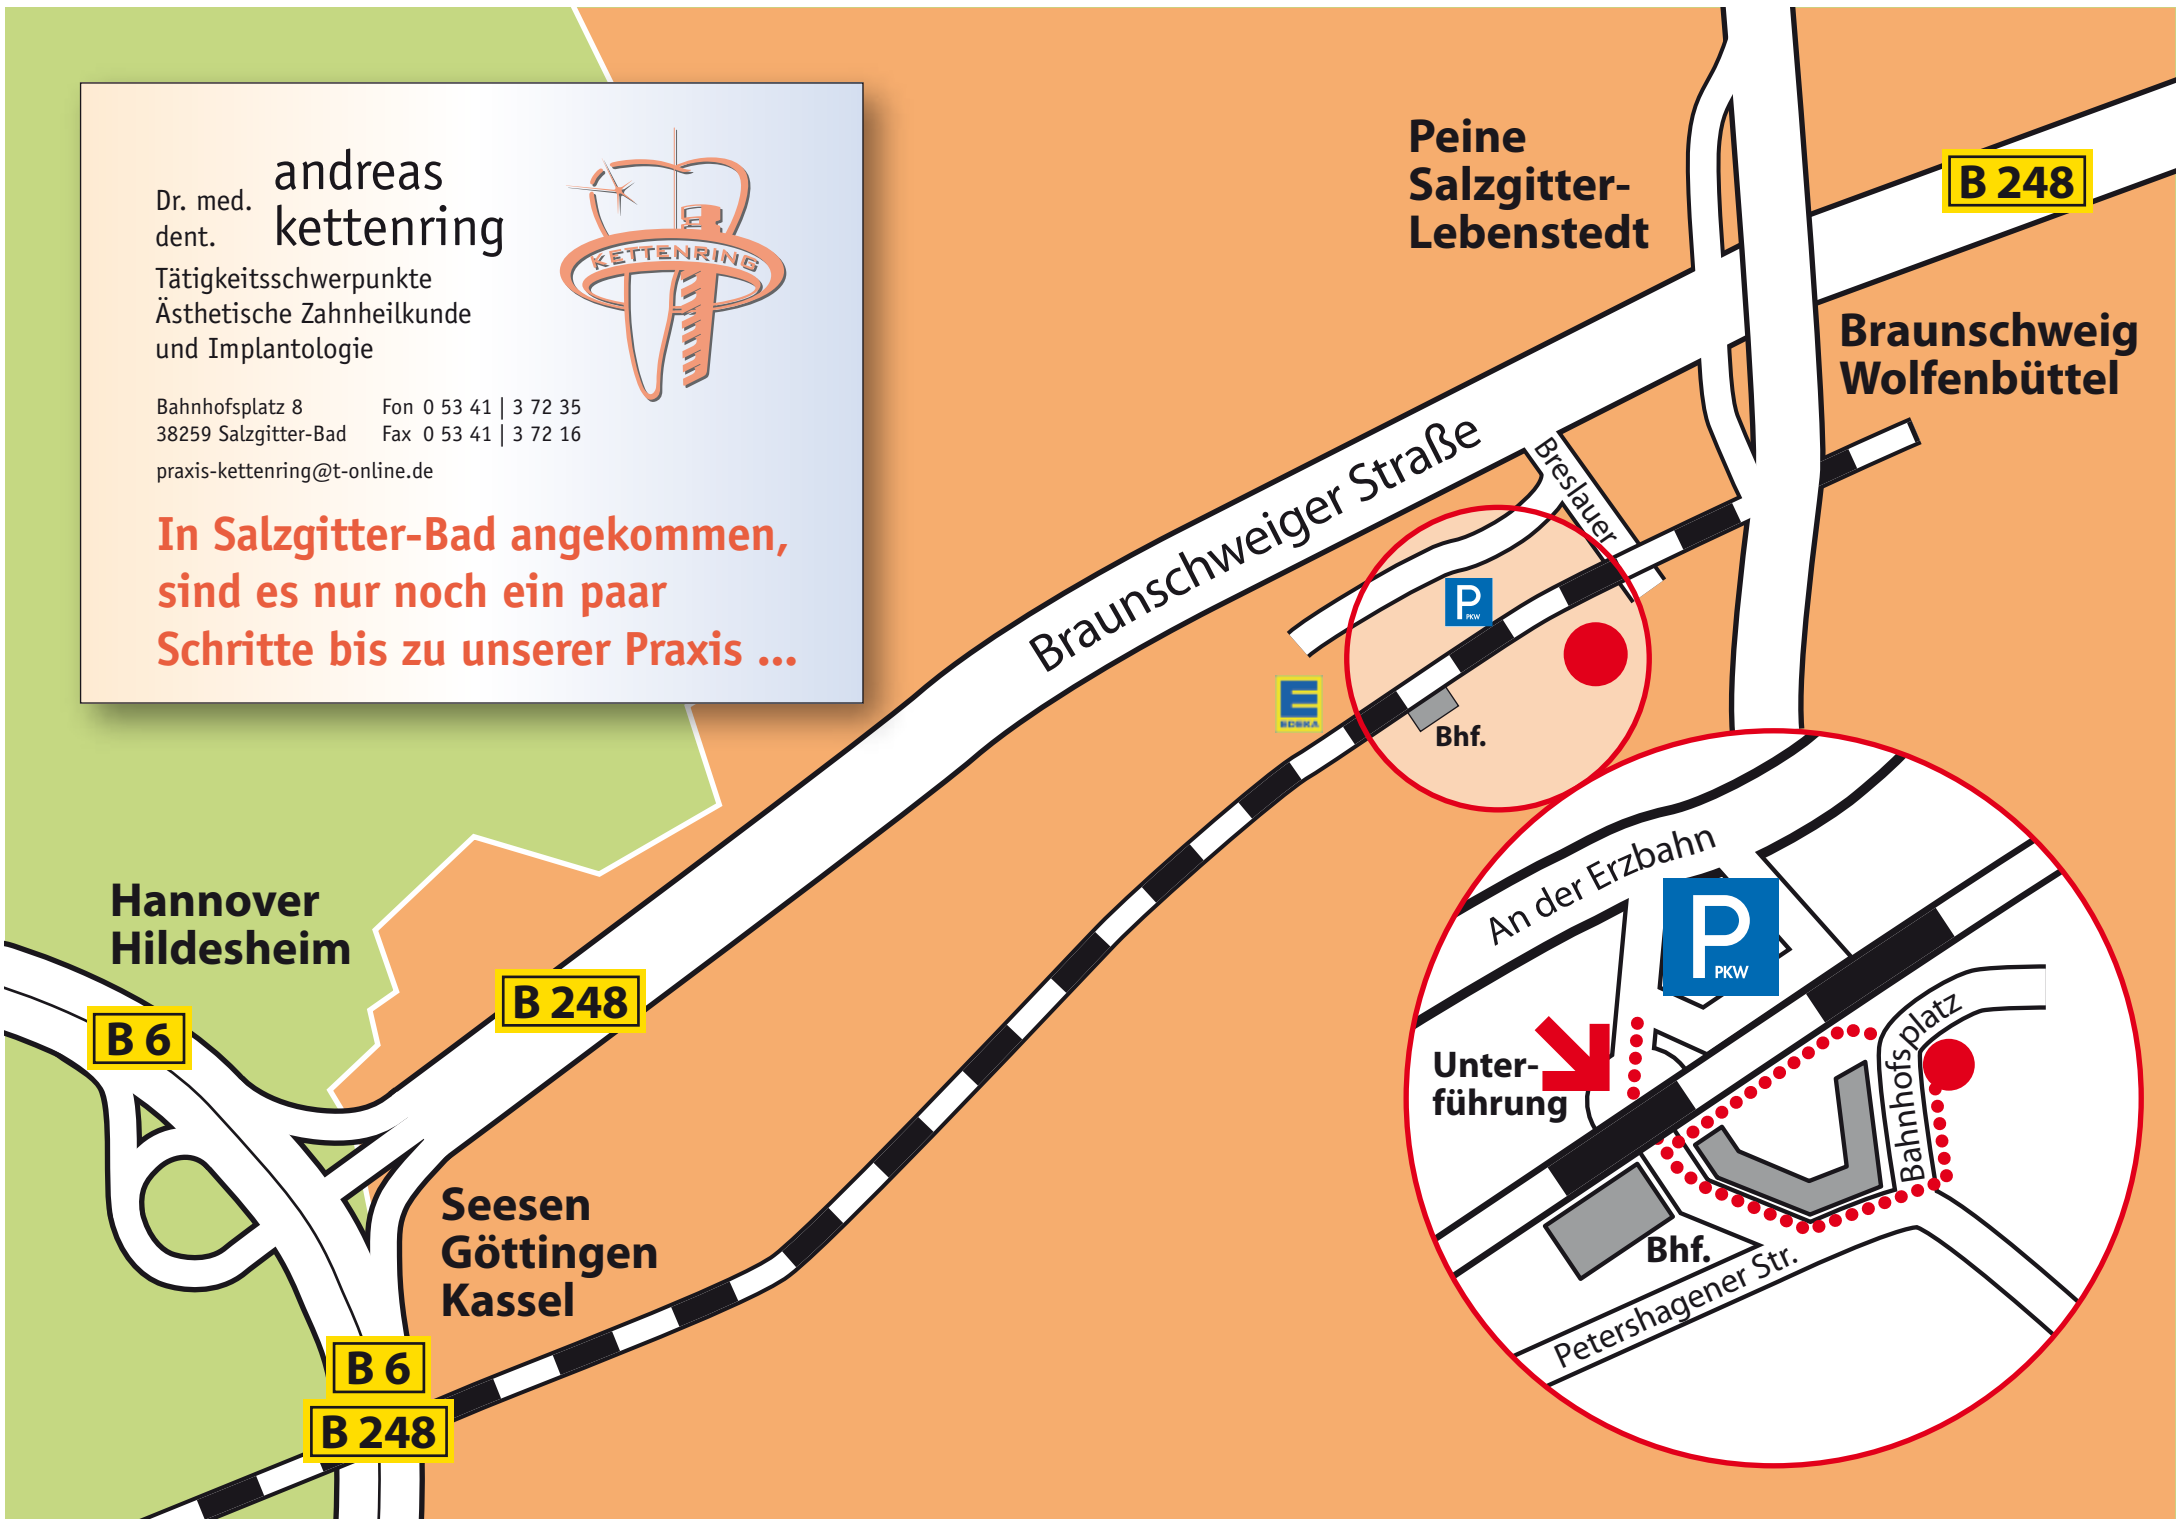 Dr. med.
dent.
andreas
kettenring
KETTENRING
Tätigkeitsschwerpunkte
Ästhetische Zahnheilkunde
und Implantologie
Bahnhofsplatz 8
38259 Salzgitter-Bad
Fon 0 53 41 | 3 72 35
Fax 0 53 41 | 3 72 16
praxis-kettenring@t-online.de
In Salzgitter-Bad angekommen,
sind es nur noch ein paar
Schritte bis zu unserer Praxis ...
Peine
Salzgitter-
Lebenstedt
B 248
Braunschweig
Wolfenbüttel
Braunschweiger Straße
Breslauer
P
PKW
E
EDEKA
Bhf.
Hannover
Hildesheim
B 6
B 248
Seesen
Göttingen
Kassel
B 6
B 248
An der Erzbahn
P
PKW
Unter-
führung
Bahnhofsplatz
Bhf.
Petershagener Str.